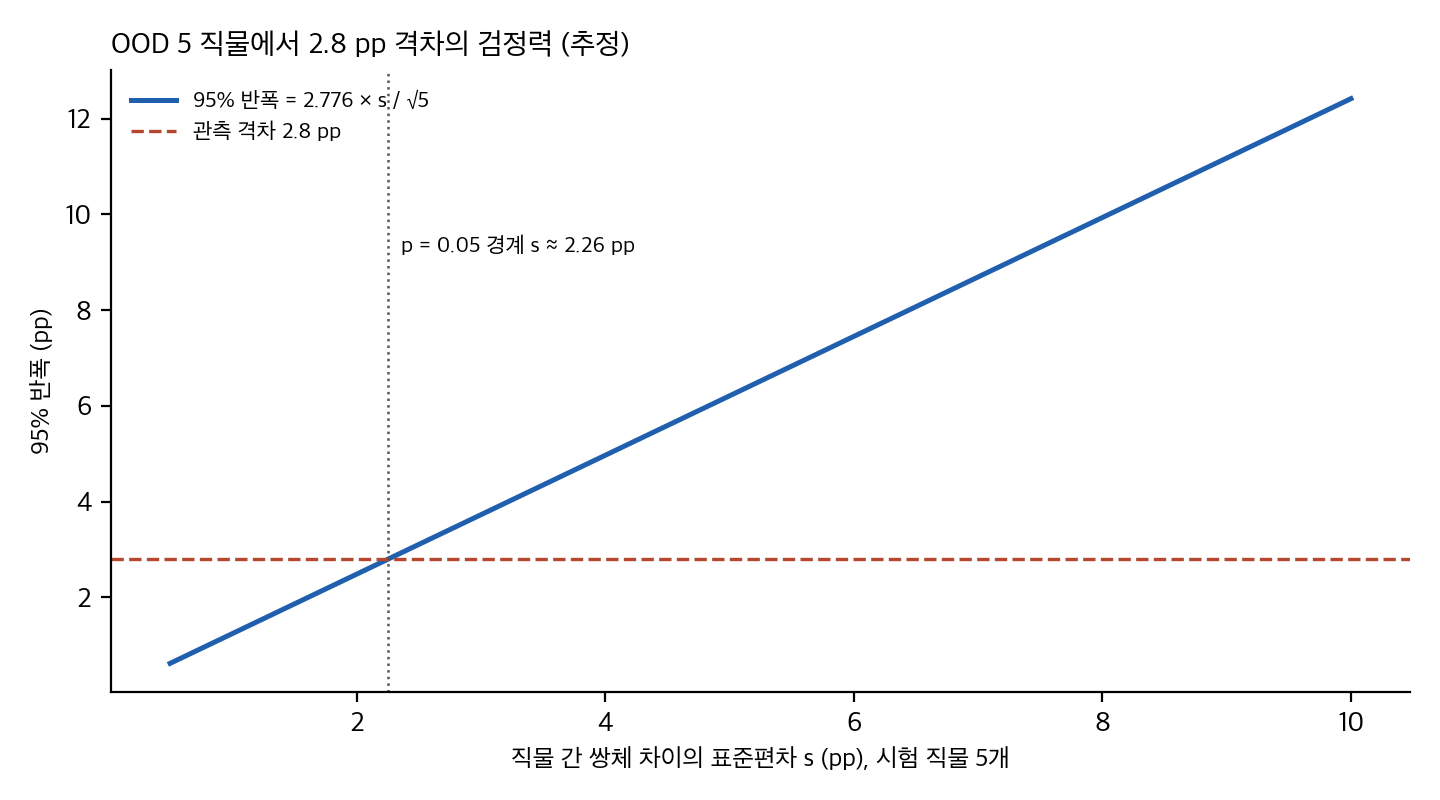 OOD 5 직물에서 2.8 pp 격차의 검정력 (추정)
95% 반폭 = 2.776 × s / √5
관측 격차 2.8 pp
p = 0.05 경계 s ≈ 2.26 pp
95% 반폭 (pp)
12
10
8
6
4
2
2 4 6 8 10
직물 간 쌍체 차이의 표준편차 s (pp), 시험 직물 5개